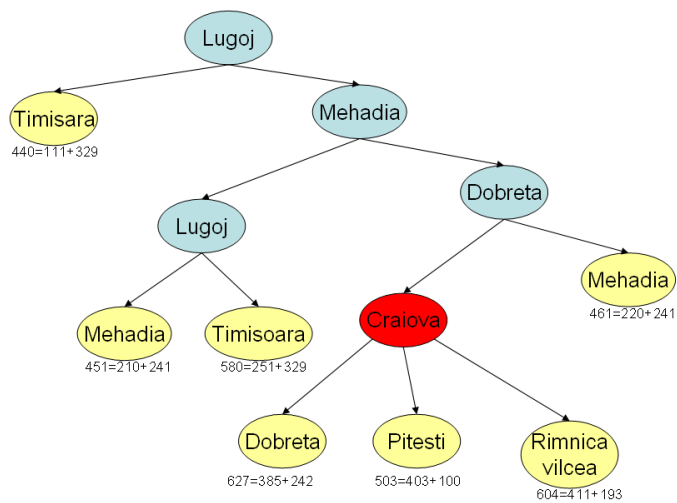 Lugoj
Timisara
440=111+329
Mehadia
Lugoj
Dobreta
Mehadia
451=210+241
Timisoara
580=251+329
Craiova
Mehadia
461=220+241
Dobreta
627=385+242
Pitesti
503=403+100
Rimnica
vilcea
604=411+193